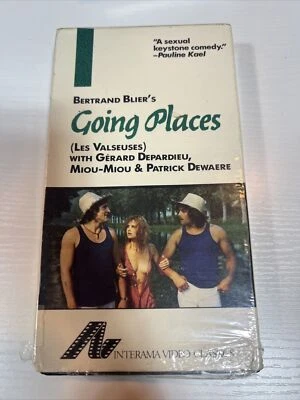 "A sexual
keystone comedy."
–Pauline Kael
BERTRAND BLIER'S
Going Places
(LES VALSEUSES)
WITH GÉRARD DEPARDIEU,
MIOU-MIOU & PATRICK DEWAERE
INTERAMA VIDEO CLASSICS